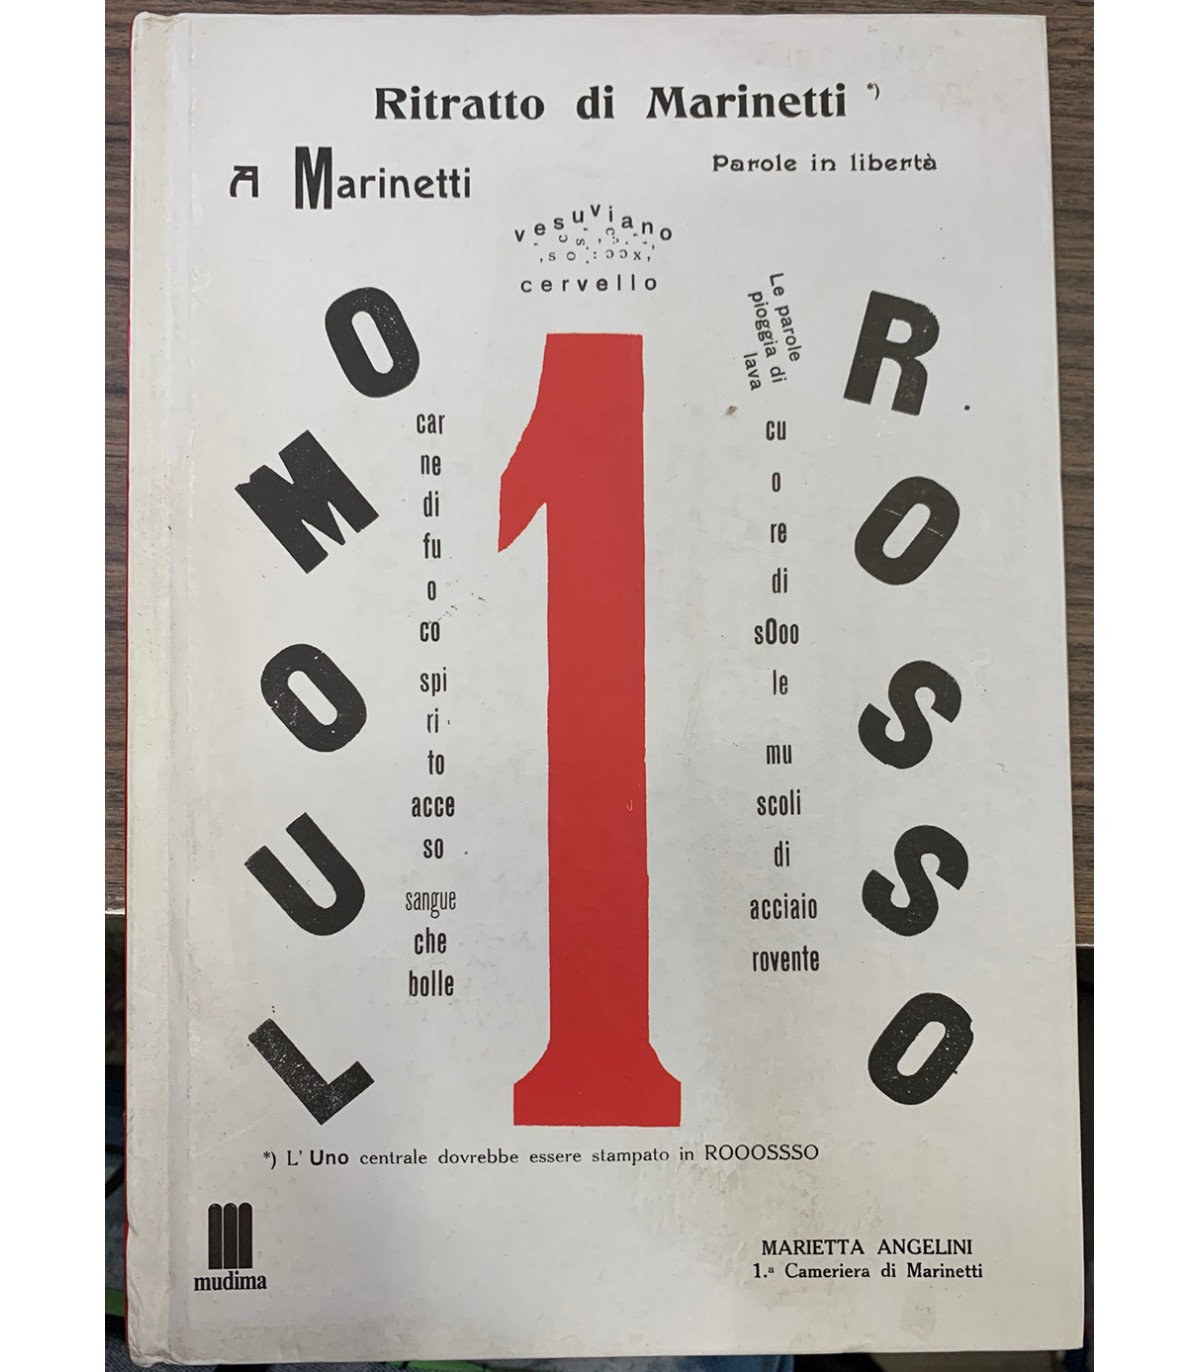 Ritratto di Marinetti *)
A Marinetti
Parole in libertà
vesuviano
cervello
L
U
O
M
O
car
ne
di
fu
o
co
spi
ri
to
acce
so
sangue
che
bolle
1
Le parole
pioggia di
lava
cu
o
re
di
sOoo
le
mu
scoli
di
acciaio
rovente
R
O
S
S
O
*) L' Uno centrale dovrebbe essere stampato in ROOOSSSO
mudima
MARIETTA ANGELINI
1.ª Cameriera di Marinetti